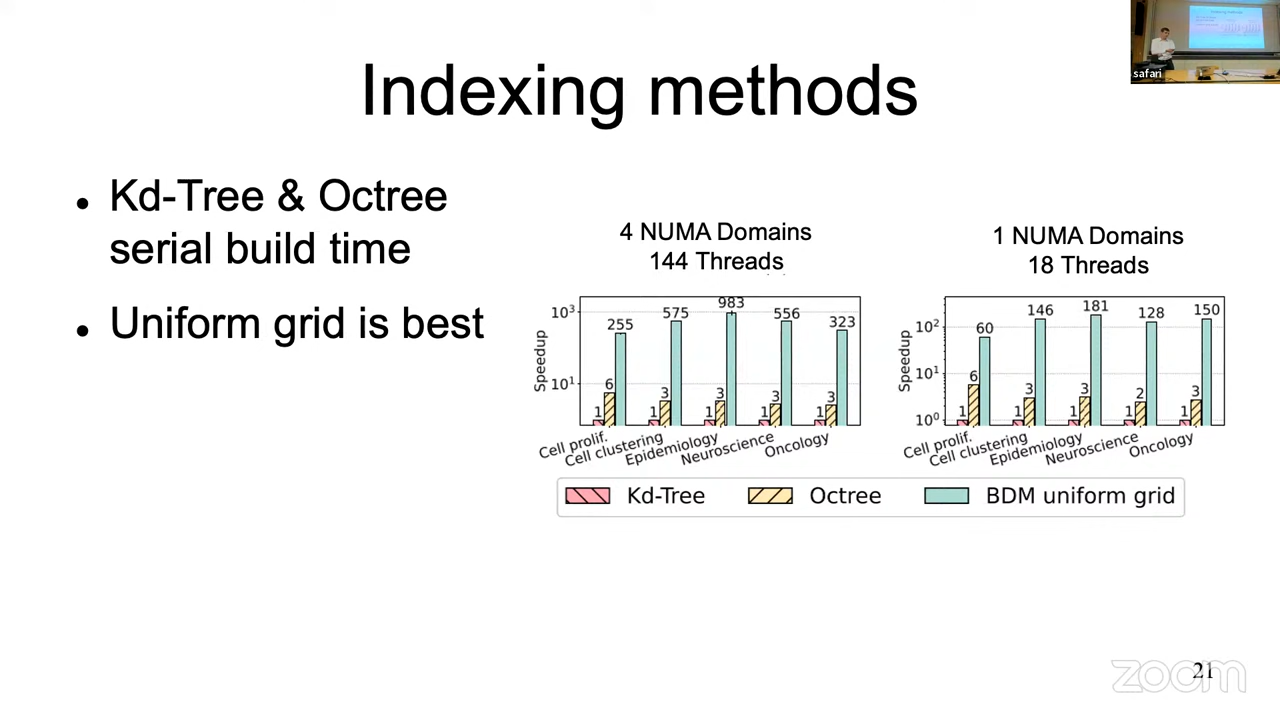 Indexing methods
safari
Indexing methods
● Kd-Tree & Octree
serial build time
● Uniform grid is best
4 NUMA Domains
144 Threads
10³
10¹
Speedup
1 6 255
1 3 575
1 3 983
1 3 556
1 3 323
Cell prolif.
Cell clustering
Epidemiology
Neuroscience
Oncology
1 NUMA Domains
18 Threads
10²
10¹
10⁰
Speedup
1 6 60
1 3 146
1 3 181
1 2 128
1 3 150
Cell prolif.
Cell clustering
Epidemiology
Neuroscience
Oncology
Kd-Tree Octree BDM uniform grid
21
zoom